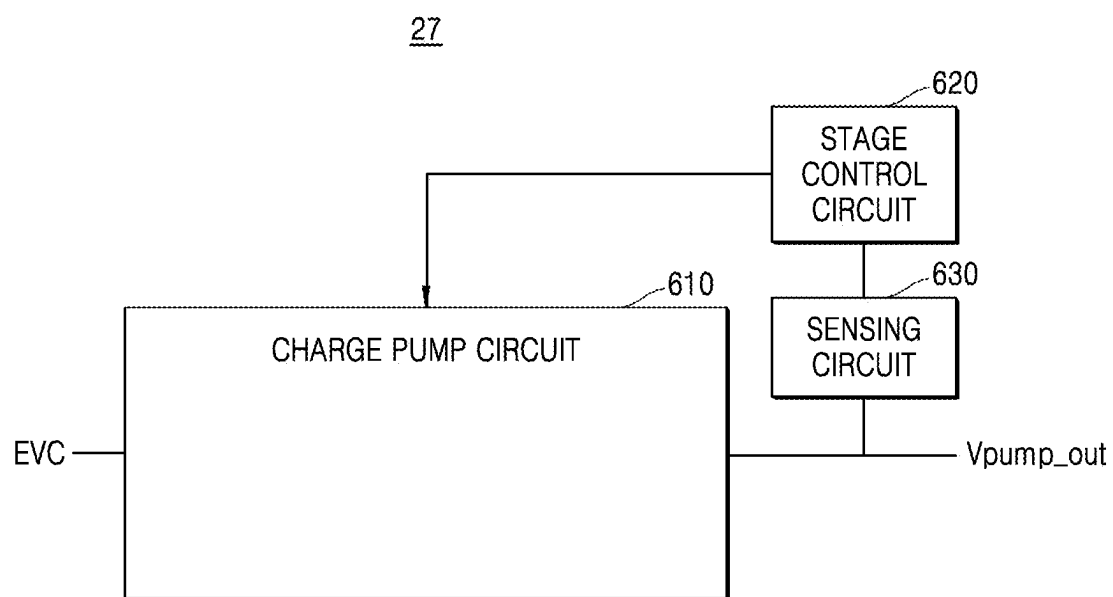 27
620
STAGE
CONTROL
CIRCUIT
610
630
CHARGE PUMP CIRCUIT
SENSING
CIRCUIT
EVC
Vpump_out